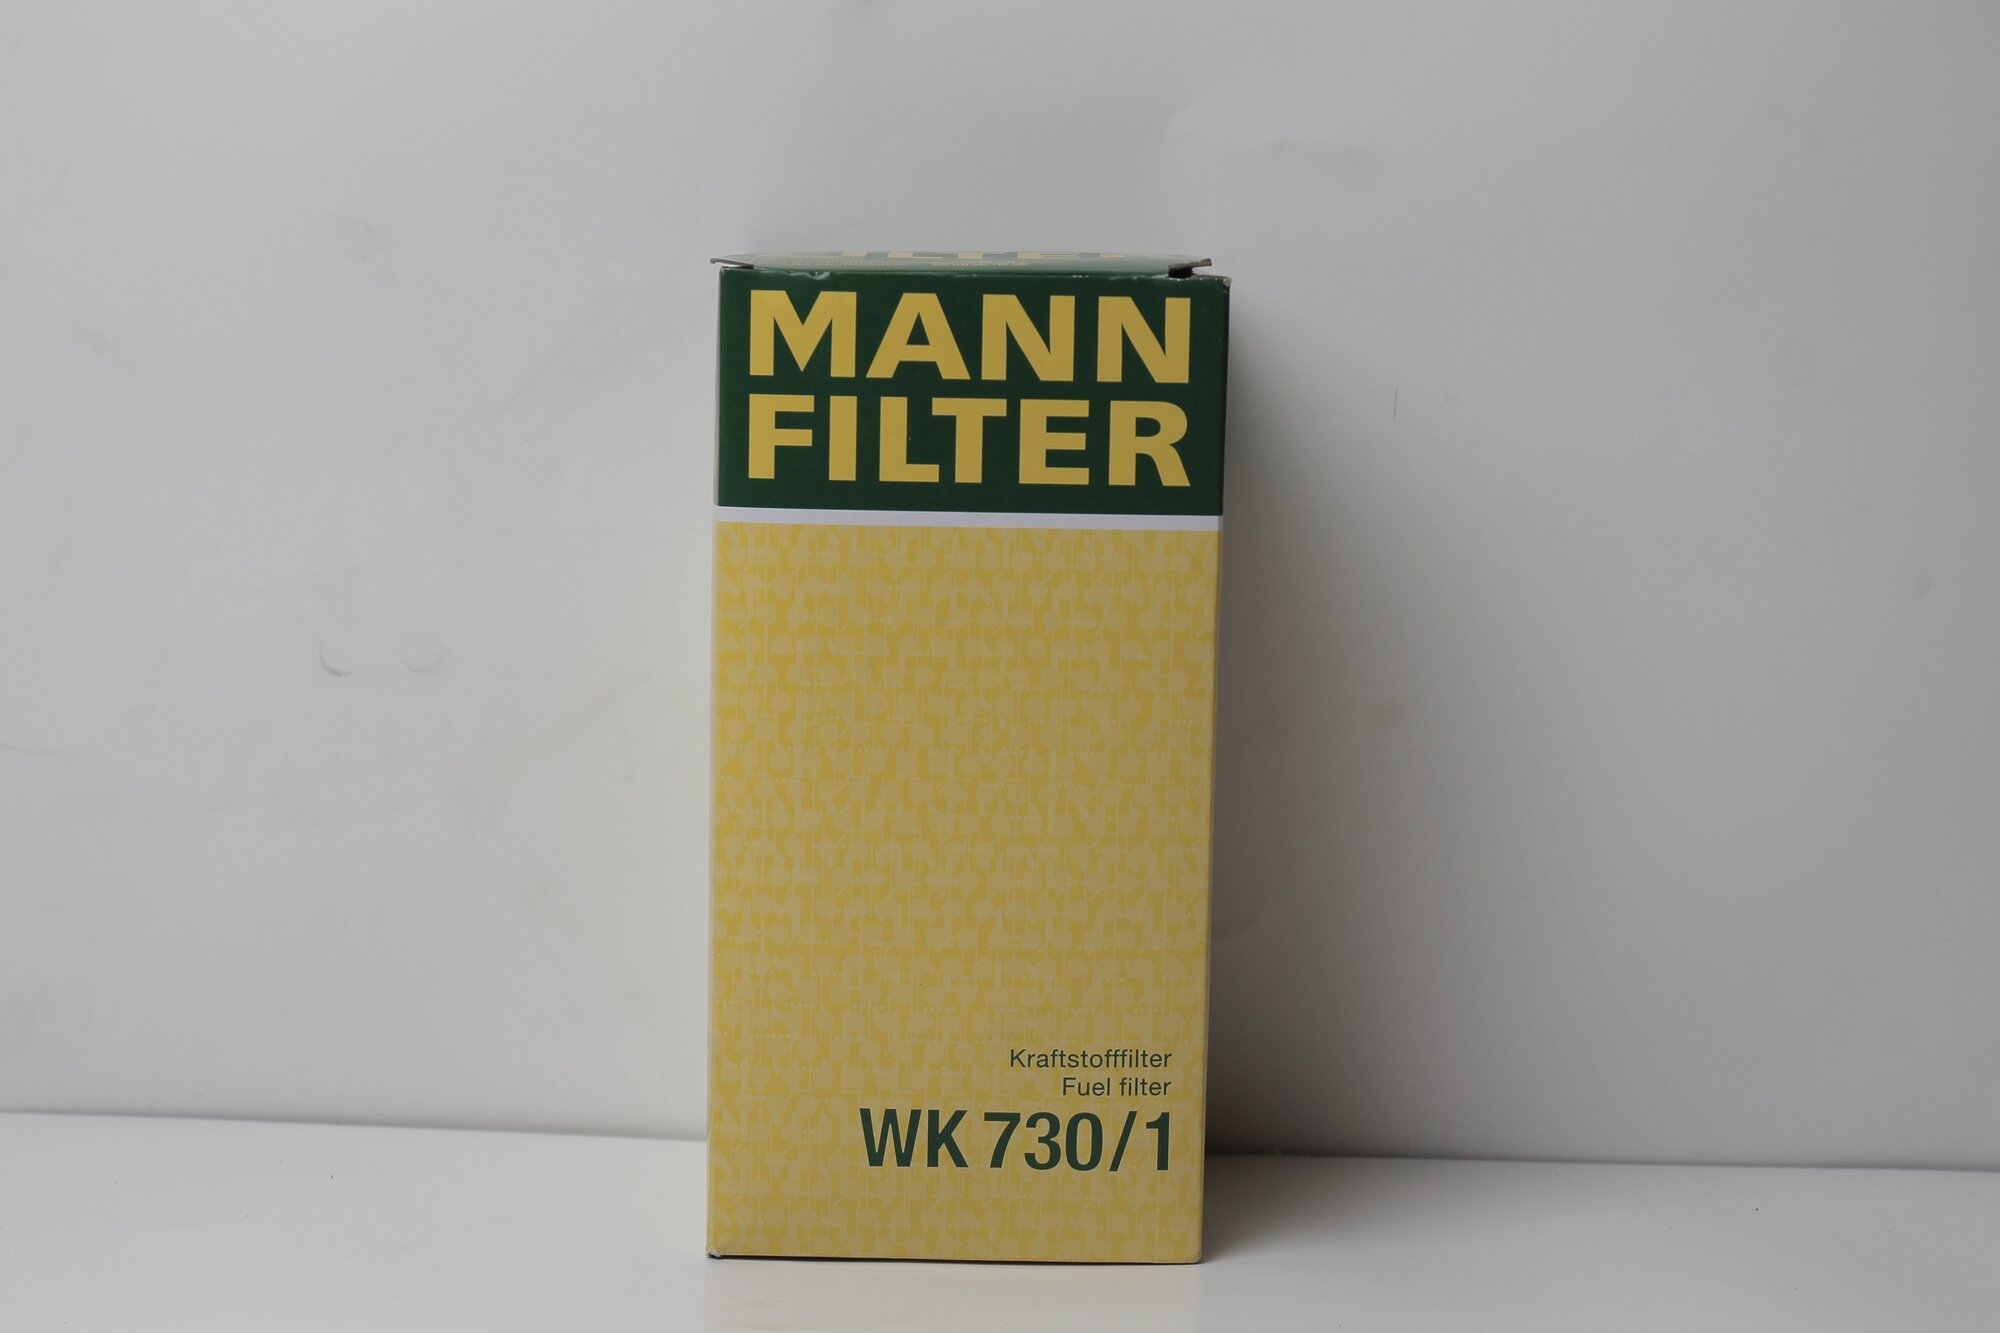 MANN
FILTER
Kraftstofffilter
Fuel filter
WK 730/1